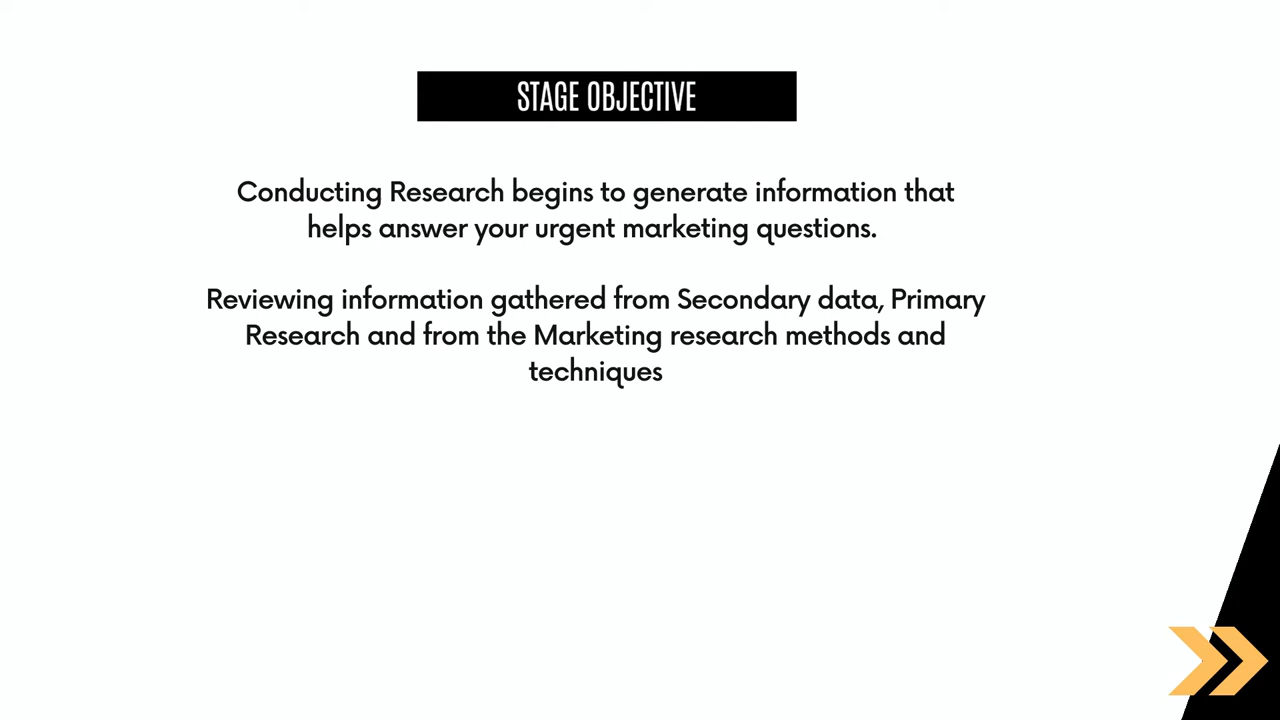 STAGE OBJECTIVE
Conducting Research begins to generate information that
helps answer your urgent marketing questions.
Reviewing information gathered from Secondary data, Primary
Research and from the Marketing research methods and
techniques